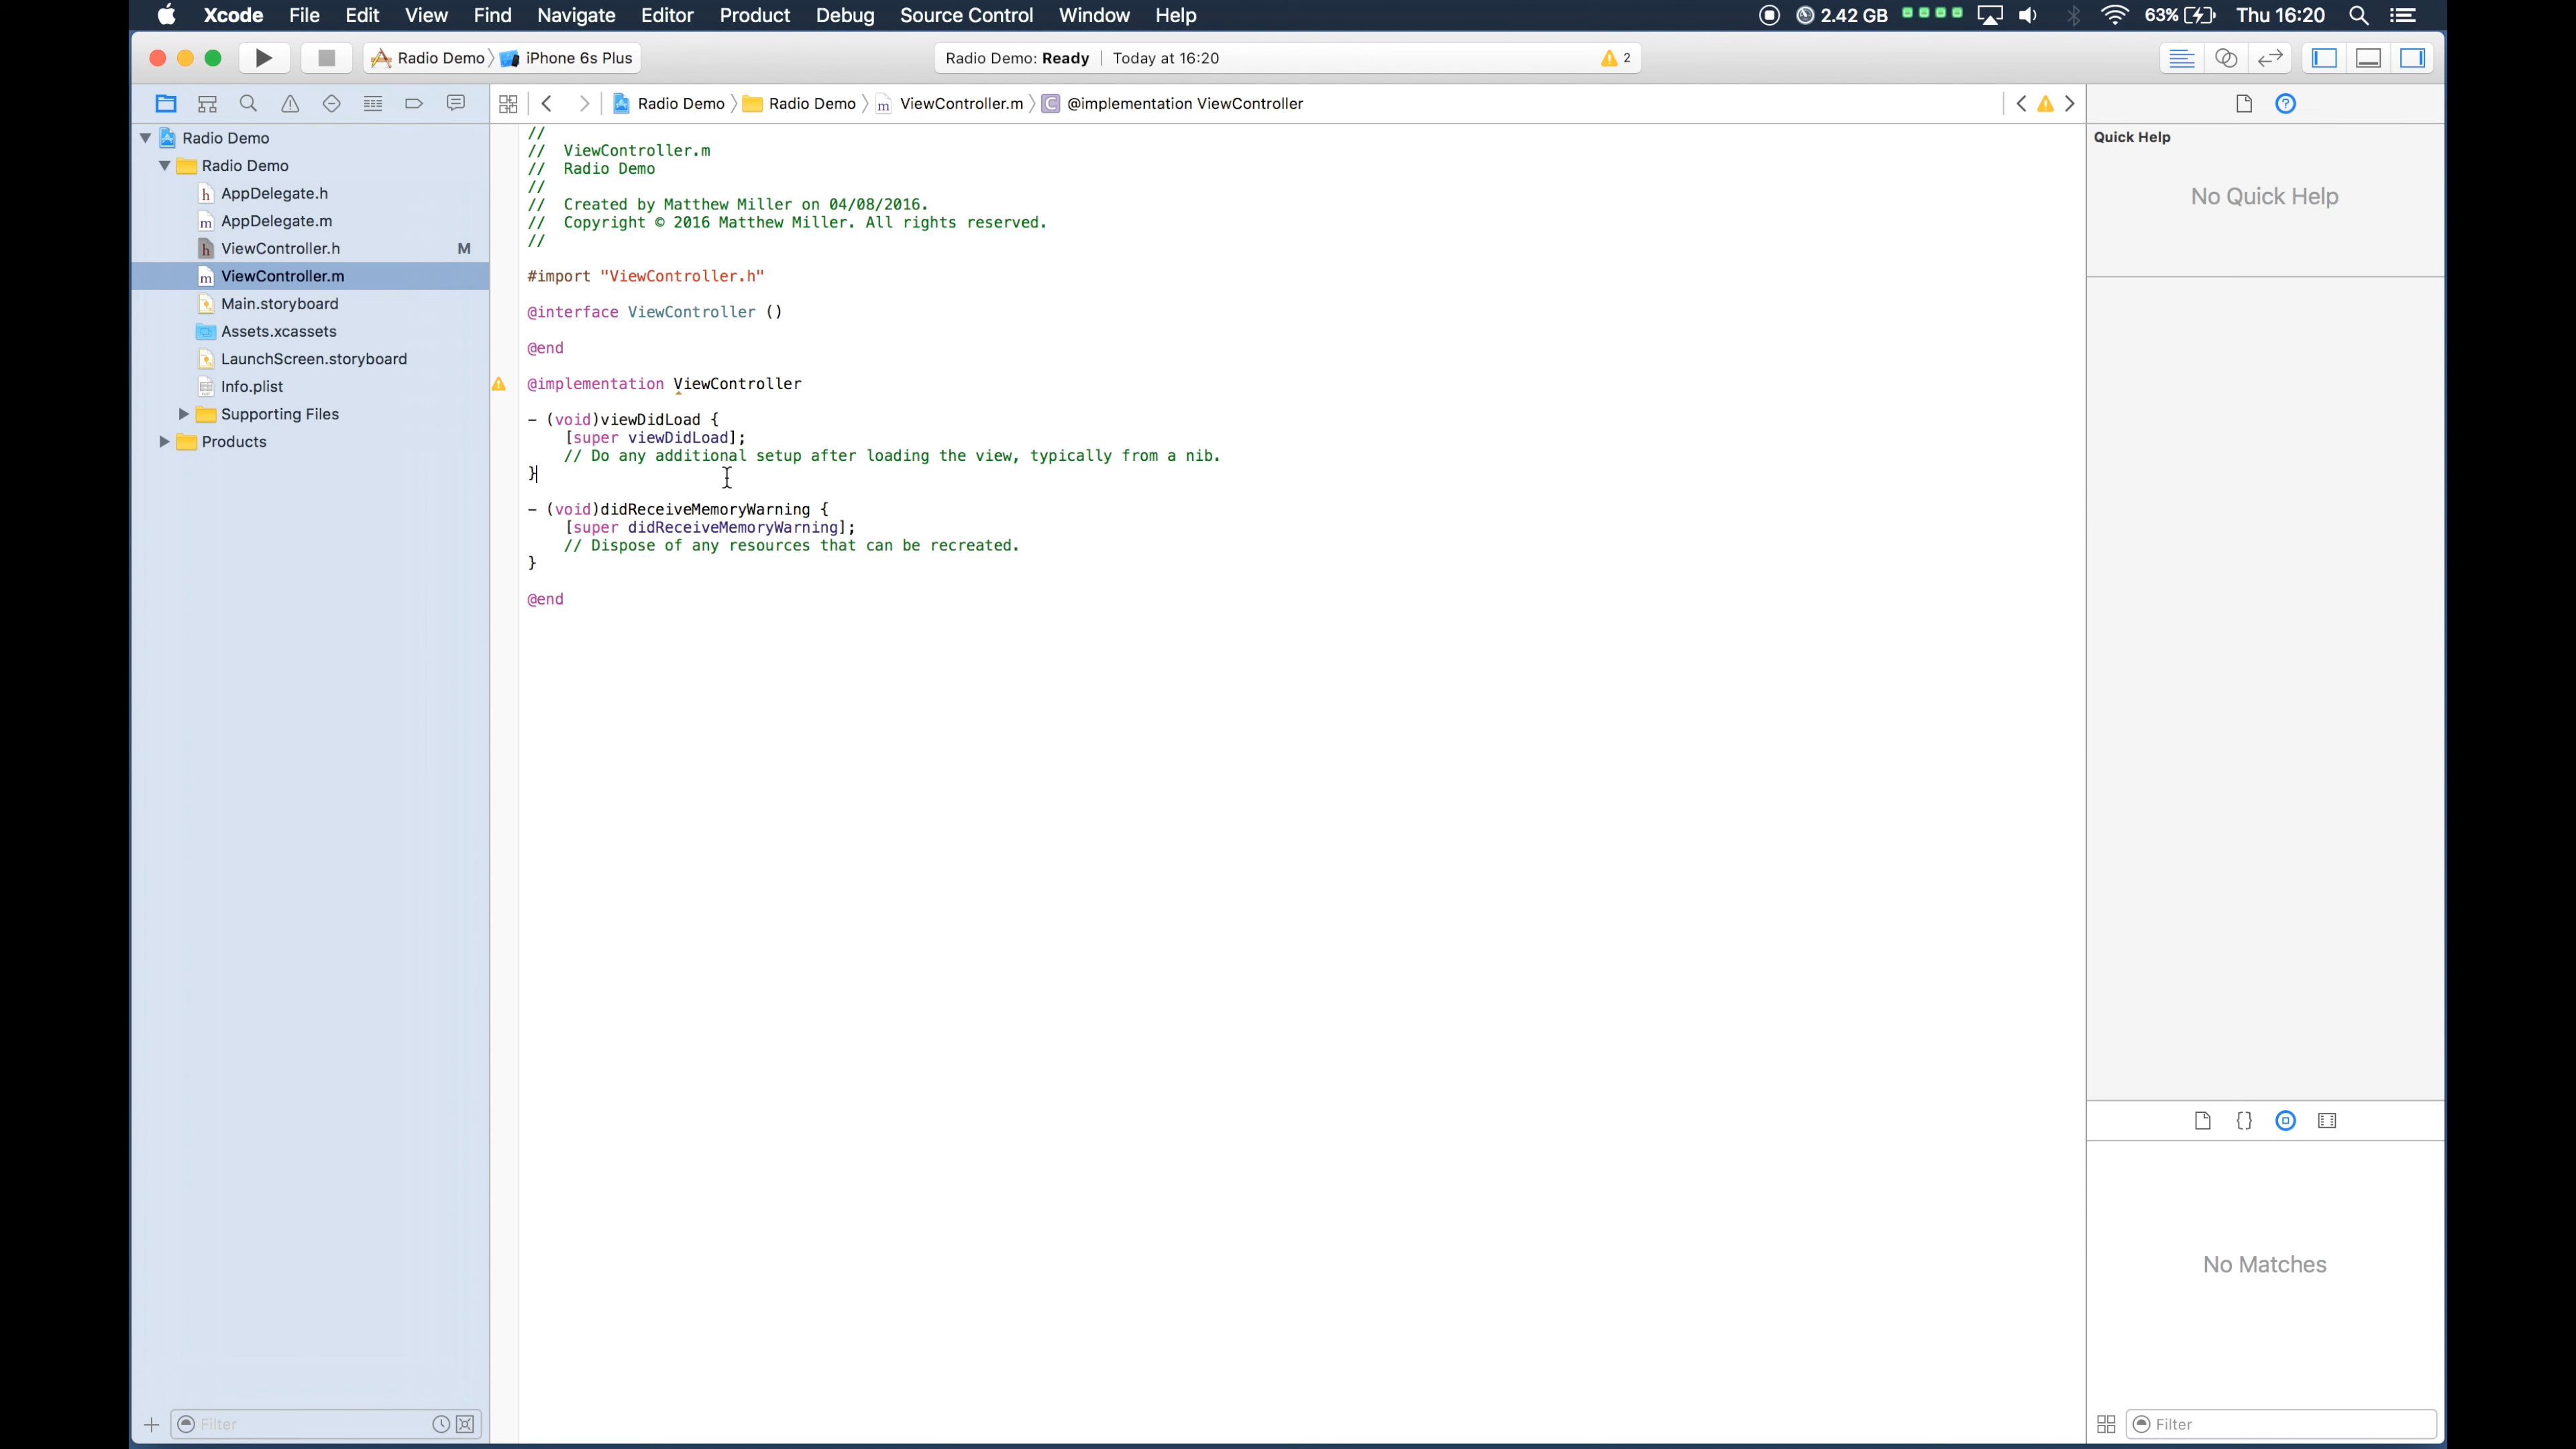 Xcode File Edit View Find Navigate Editor Product Debug Source Control Window Help 2.42 GB 63% Thu 16:20
Radio Demo iPhone 6s Plus Radio Demo: Ready Today at 16:20 2
Radio Demo Radio Demo m ViewController.m C @implementation ViewController
Quick Help
No Quick Help
Radio Demo
Radio Demo
h AppDelegate.h
m AppDelegate.m
h ViewController.h M
m ViewController.m
Main.storyboard
Assets.xcassets
LaunchScreen.storyboard
Info.plist
Supporting Files
Products
//
//  ViewController.m
//  Radio Demo
//
//  Created by Matthew Miller on 04/08/2016.
//  Copyright © 2016 Matthew Miller. All rights reserved.
//
#import "ViewController.h"
@interface ViewController ()
@end
@implementation ViewController
- (void)viewDidLoad {
[super viewDidLoad];
// Do any additional setup after loading the view, typically from a nib.
}
- (void)didReceiveMemoryWarning {
[super didReceiveMemoryWarning];
// Dispose of any resources that can be recreated.
}
@end
No Matches
Filter
Filter